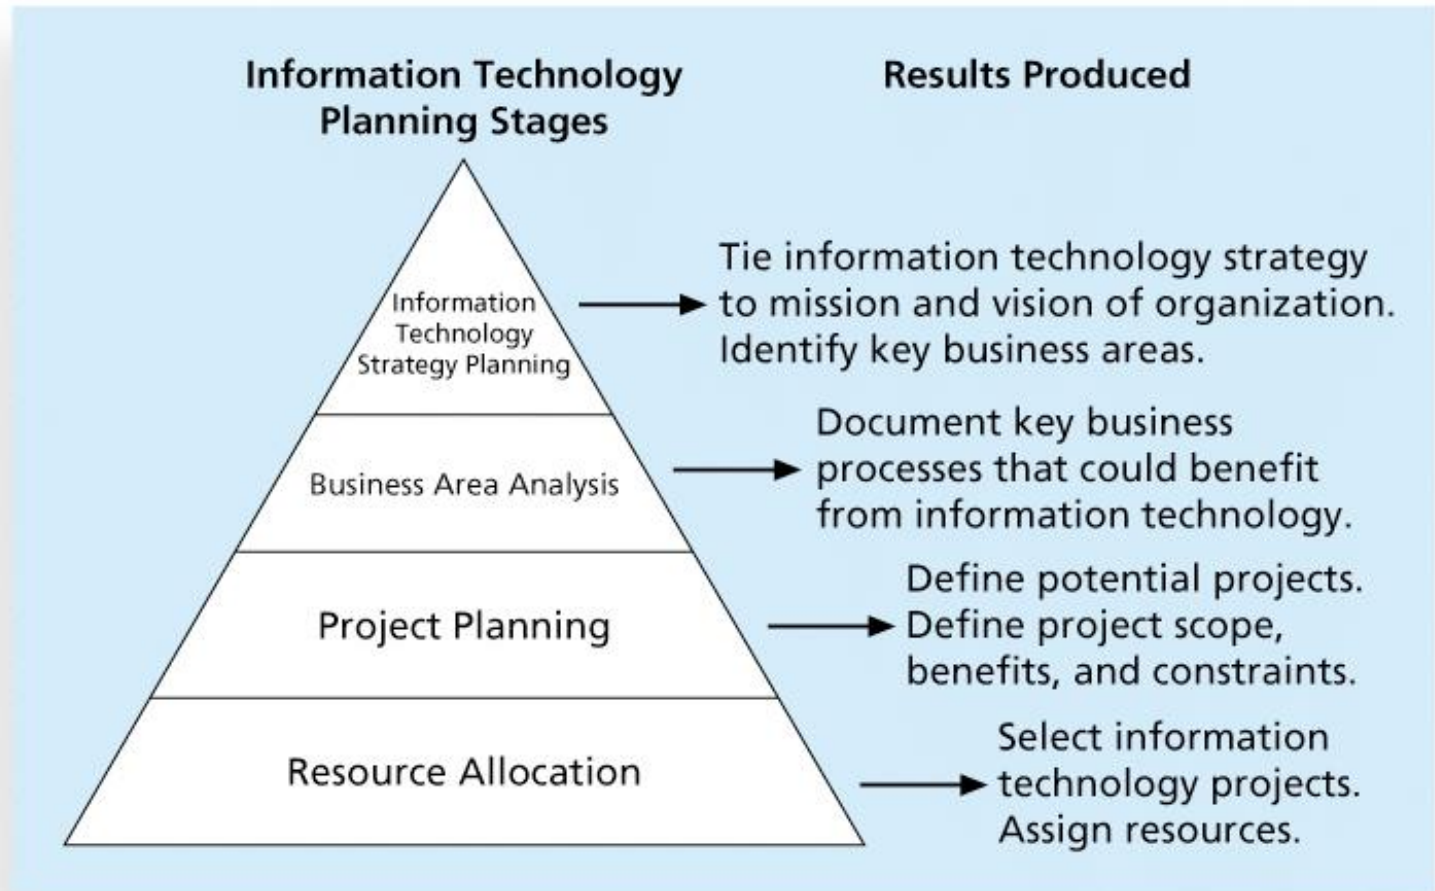 Information Technology
Planning Stages
Results Produced
Information
Technology
Strategy Planning
Tie information technology strategy
to mission and vision of organization.
Identify key business areas.
Business Area Analysis
Document key business
processes that could benefit
from information technology.
Project Planning
Define potential projects.
Define project scope,
benefits, and constraints.
Resource Allocation
Select information
technology projects.
Assign resources.